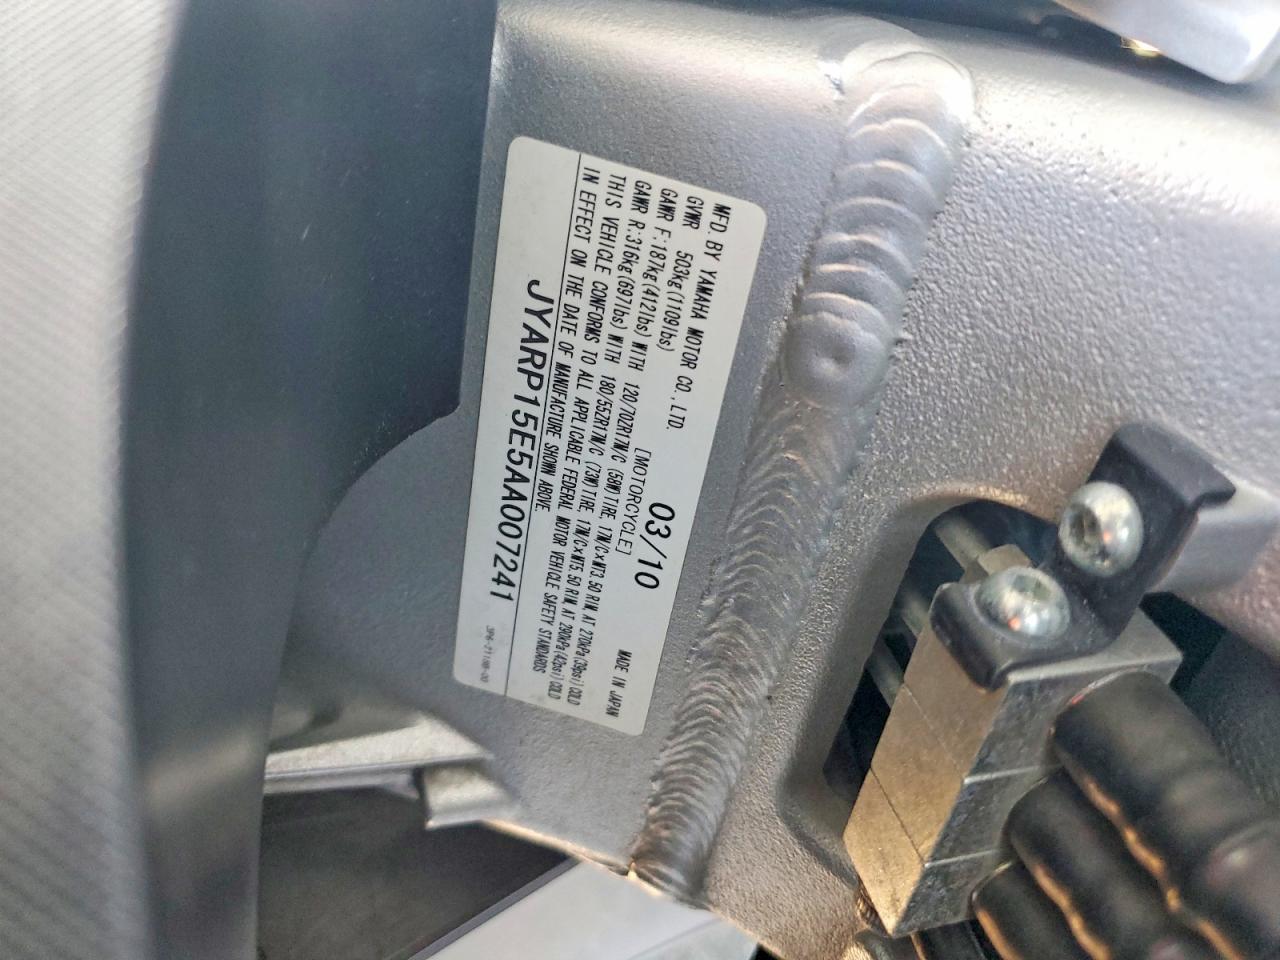 MFD. BY YAMAHA MOTOR CO., LTD. 03/10 MADE IN JAPAN
GVWR 503kg(1109lbs) [MOTORCYCLE]
GAWR F:187kg(412lbs) WITH 120/70ZR17M/C (58W) TIRE, 17M/C×MT3.50 RIM, AT 270kPa(39psi) COLD
GAWR R:316kg(697lbs) WITH 180/55ZR17M/C (73W) TIRE, 17M/C×MT5.50 RIM, AT 290kPa(42psi) COLD
THIS VEHICLE CONFORMS TO ALL APPLICABLE FEDERAL MOTOR VEHICLE SAFETY STANDARDS
IN EFFECT ON THE DATE OF MANUFACTURE SHOWN ABOVE.
JYARP15E5AA007241